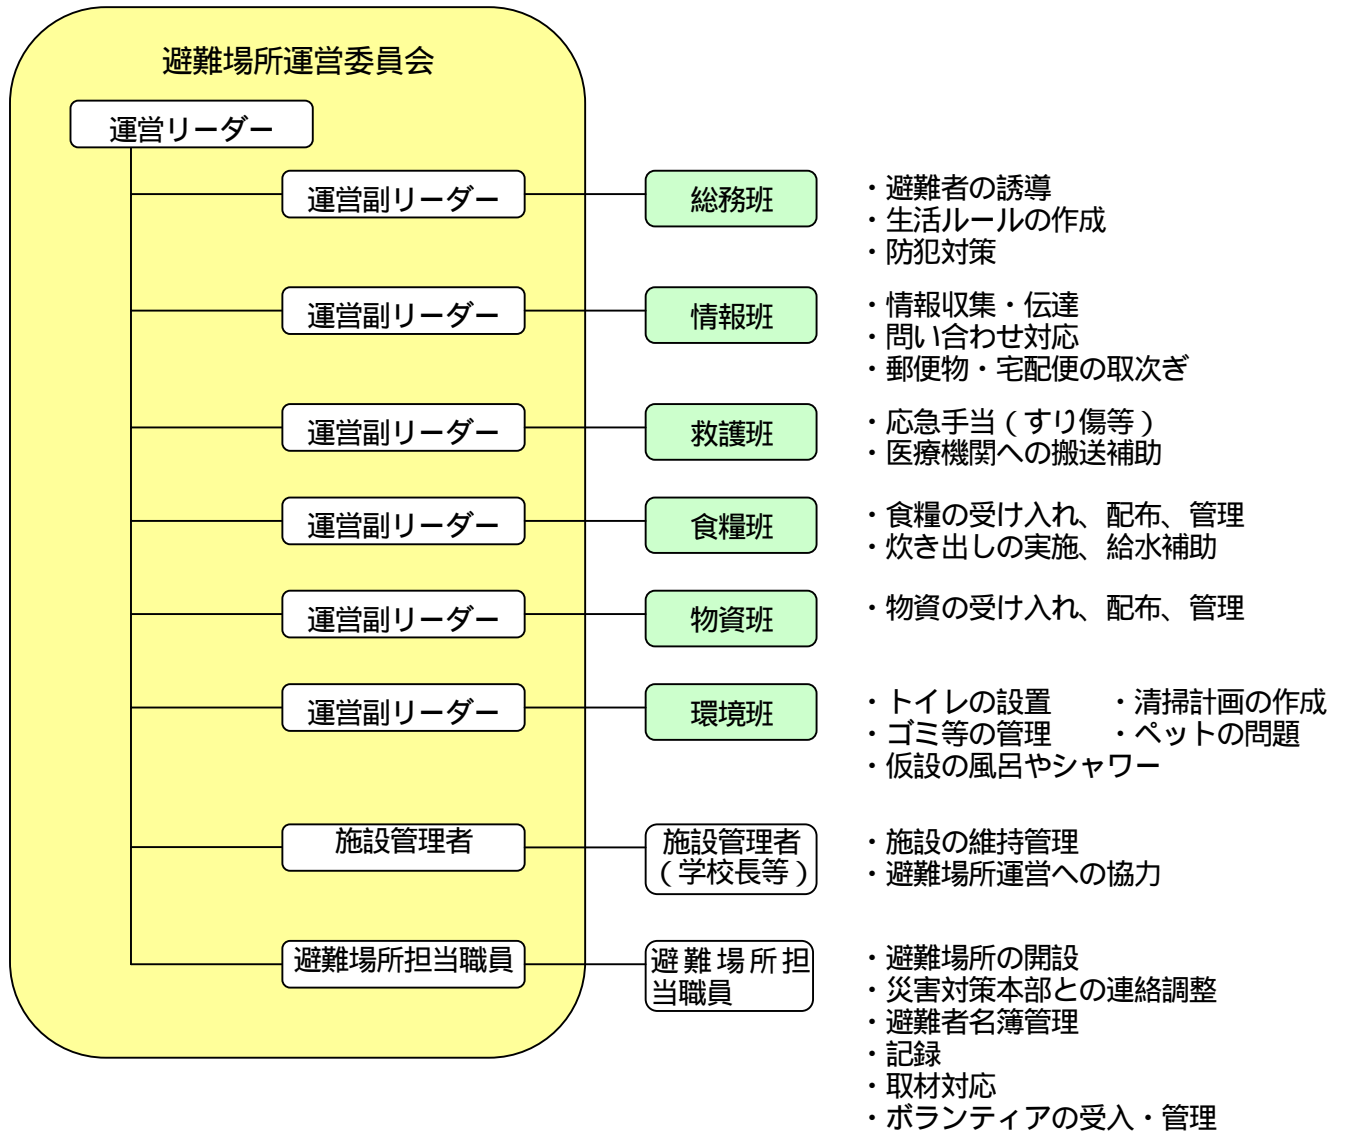 避難場所運営委員会
運営リーダー
運営副リーダー
総務班
・避難者の誘導
・生活ルールの作成
・防犯対策
運営副リーダー
情報班
・情報収集・伝達
・問い合わせ対応
・郵便物・宅配便の取次ぎ
運営副リーダー
救護班
・応急手当(すり傷等)
・医療機関への搬送補助
運営副リーダー
食糧班
・食糧の受け入れ、配布、管理
・炊き出しの実施、給水補助
運営副リーダー
物資班
・物資の受け入れ、配布、管理
運営副リーダー
環境班
・トイレの設置 ・清掃計画の作成
・ゴミ等の管理 ・ペットの問題
・仮設の風呂やシャワー
施設管理者
施設管理者
(学校長等)
・施設の維持管理
・避難場所運営への協力
避難場所担当職員
避難場所担
当職員
・避難場所の開設
・災害対策本部との連絡調整
・避難者名簿管理
・記録
・取材対応
・ボランティアの受入・管理